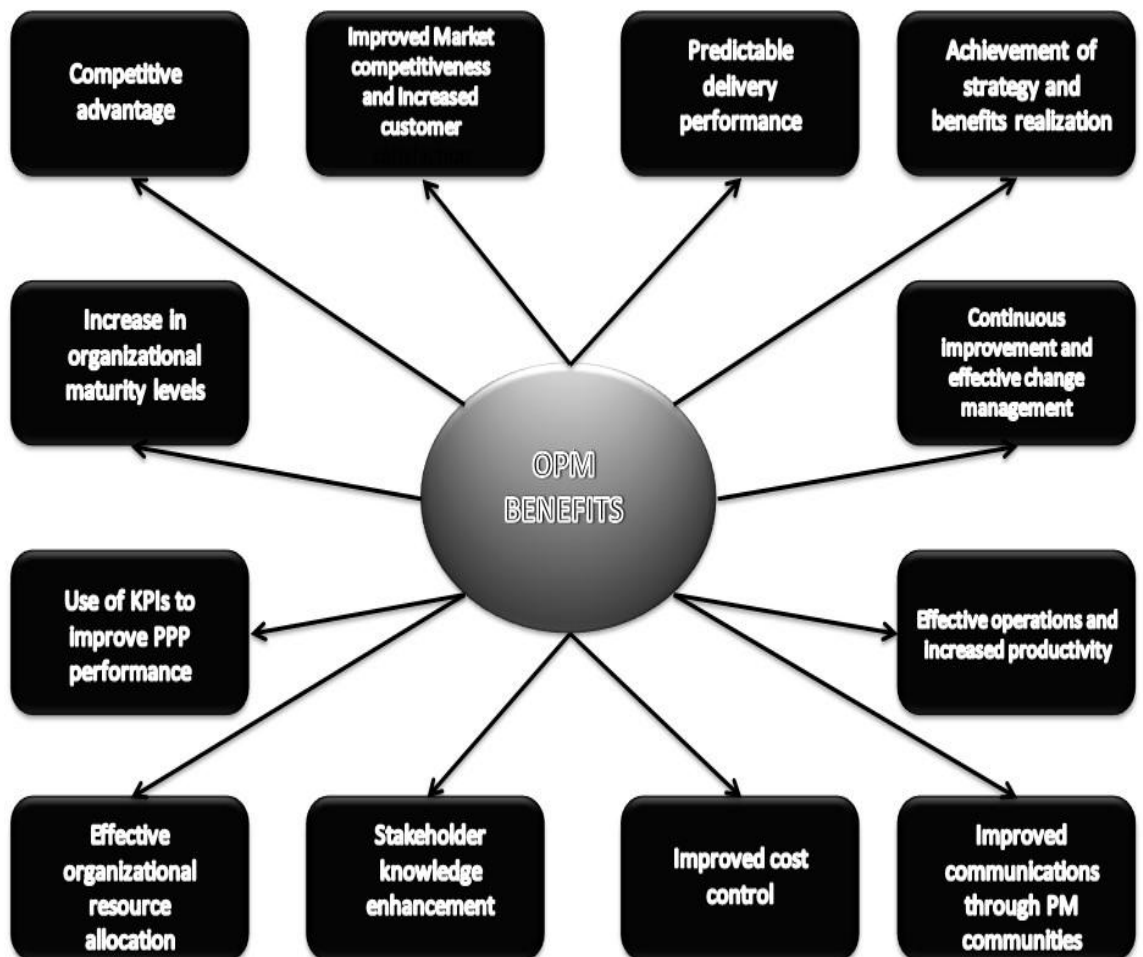 Competitive
advantage
Improved Market
competitiveness
and Increased
customer
Predictable
delivery
performance
Achievement of
strategy and
benefits realization
Increase in
organizational
maturity levels
Continuous
improvement and
effective change
management
OPM
BENEFITS
Use of KPIs to
improve PPP
performance
Effective operations and
increased productivity
Effective
organizational
resource
allocation
Stakeholder
knowledge
enhancement
Improved cost
control
Improved
communications
through PM
communities